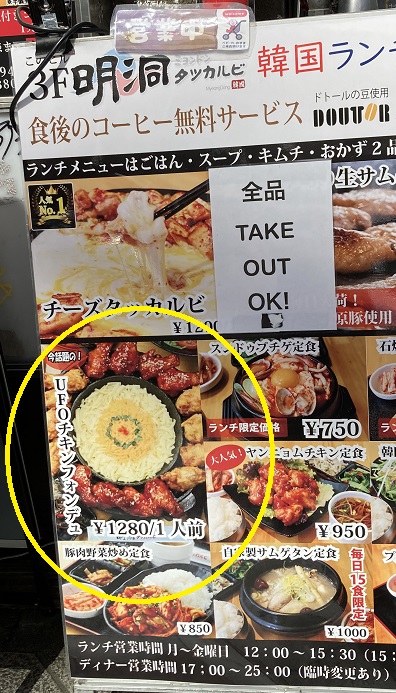 営業中
3F明洞タッカルビ
韓国ラン
食後のコーヒー無料サービス
ドトールの豆使用
DOUTOR
ランチメニューはごはん・スープ・キムチ・おかず２品
人気
No.1
全品
TAKE
OUT
OK!
の生サム
チーズタッカルビ
¥1200
原豚使用
今話題の!
UFOチキンフォンデュ
¥1280/1人前
スンドゥブチゲ定食
ランチ限定価格
¥750
大人気!
ヤンニョムチキン定食
¥950
豚肉野菜炒め定食
¥850
自家製サムゲタン定食
毎日15食限定
¥1000
ランチ営業時間 月～金曜日 12：00～15：30
ディナー営業時間 17：00～25：00（臨時変更あり）